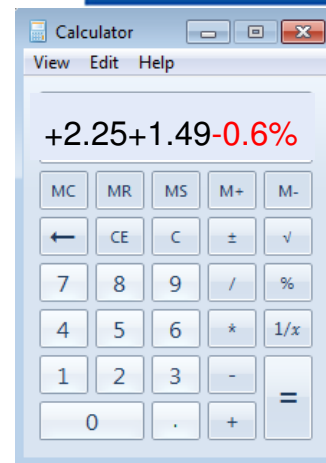 Calculator
View Edit Help
+2.25+1.49-0.6%
MC MR MS M+ M-
← CE C ± √
7 8 9 / %
4 5 6 * 1/x
1 2 3 - =
0 . +